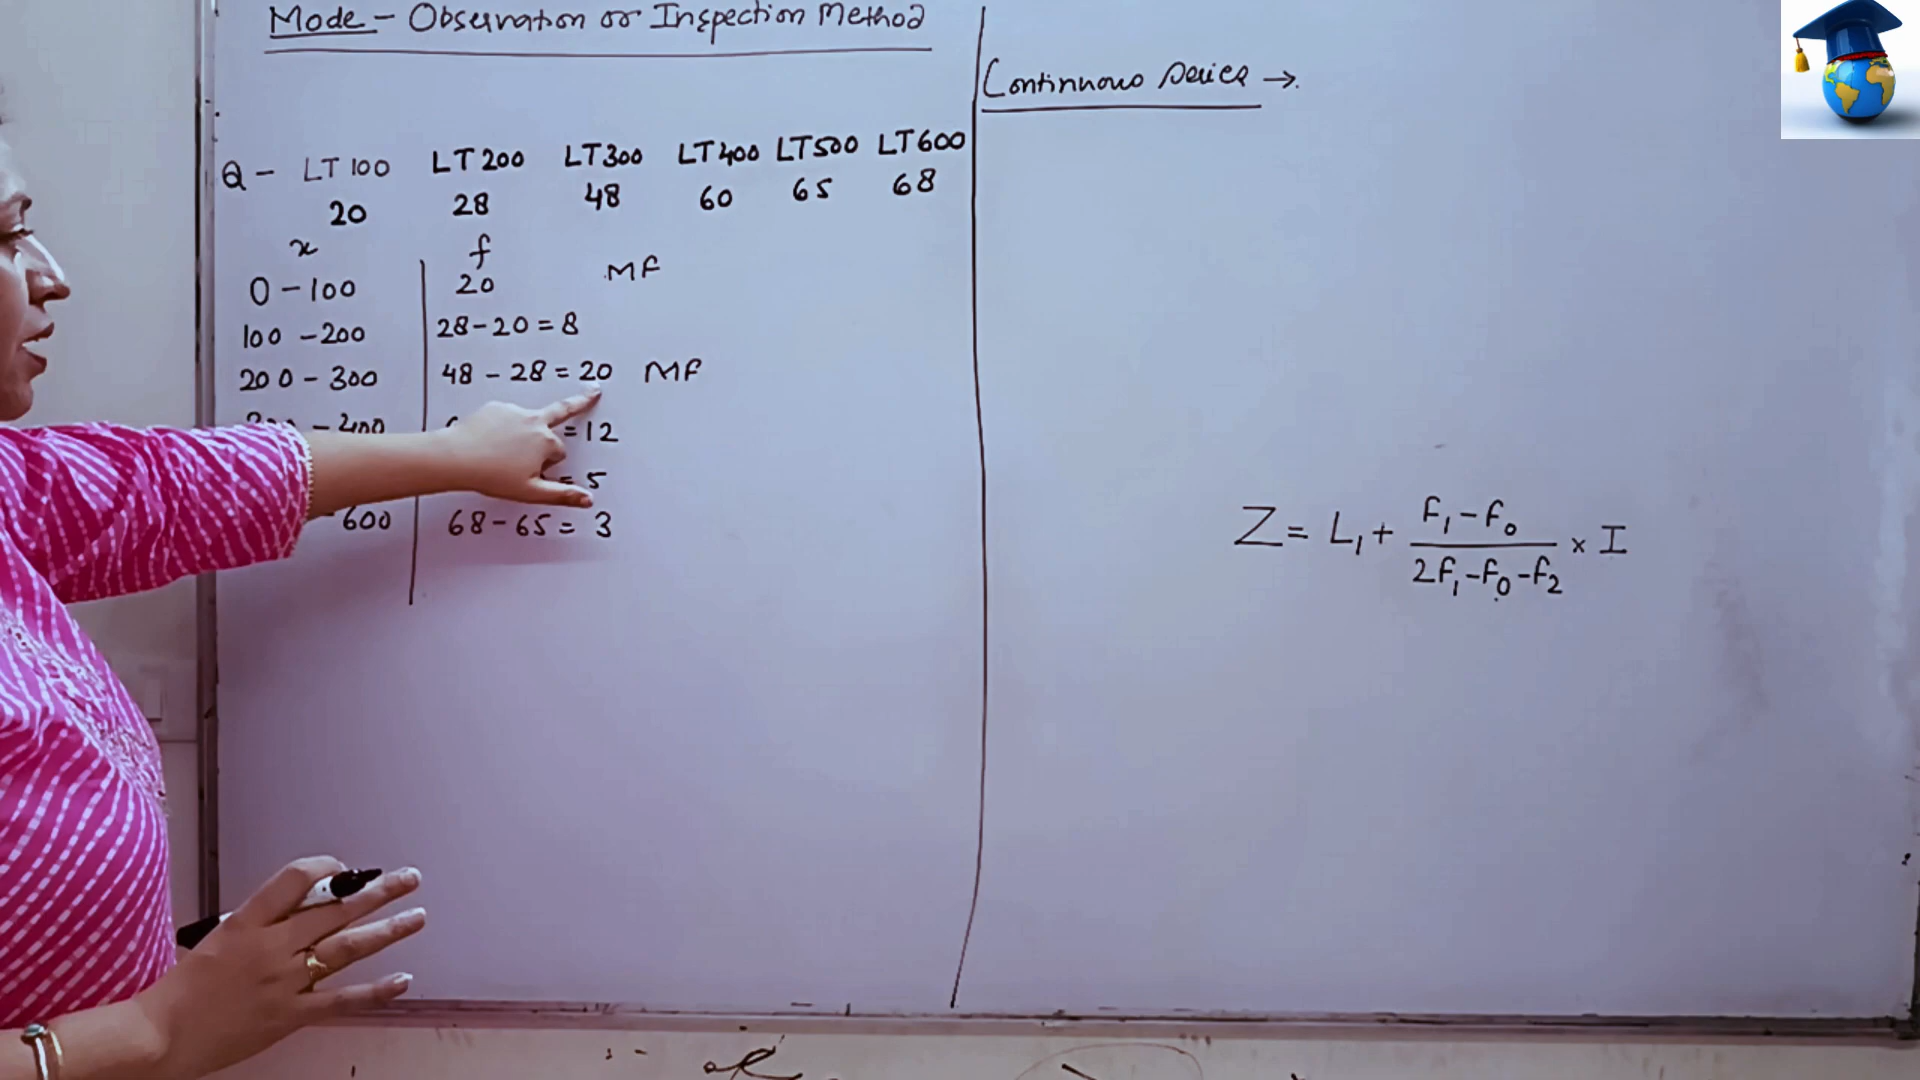 Mode - Observation or Inspection Method
Q - LT 100 LT 200 LT 300 LT 400 LT 500 LT 600
20 28 48 60 65 68
x f
0 - 100 20 MF
100 - 200 28 - 20 = 8
200 - 300 48 - 28 = 20 MF
- 400 = 12
= 5
- 600 68 - 65 = 3
Continuous Series →
Z = L₁ + F₁ - F₀ / 2F₁ - F₀ - F₂ × I